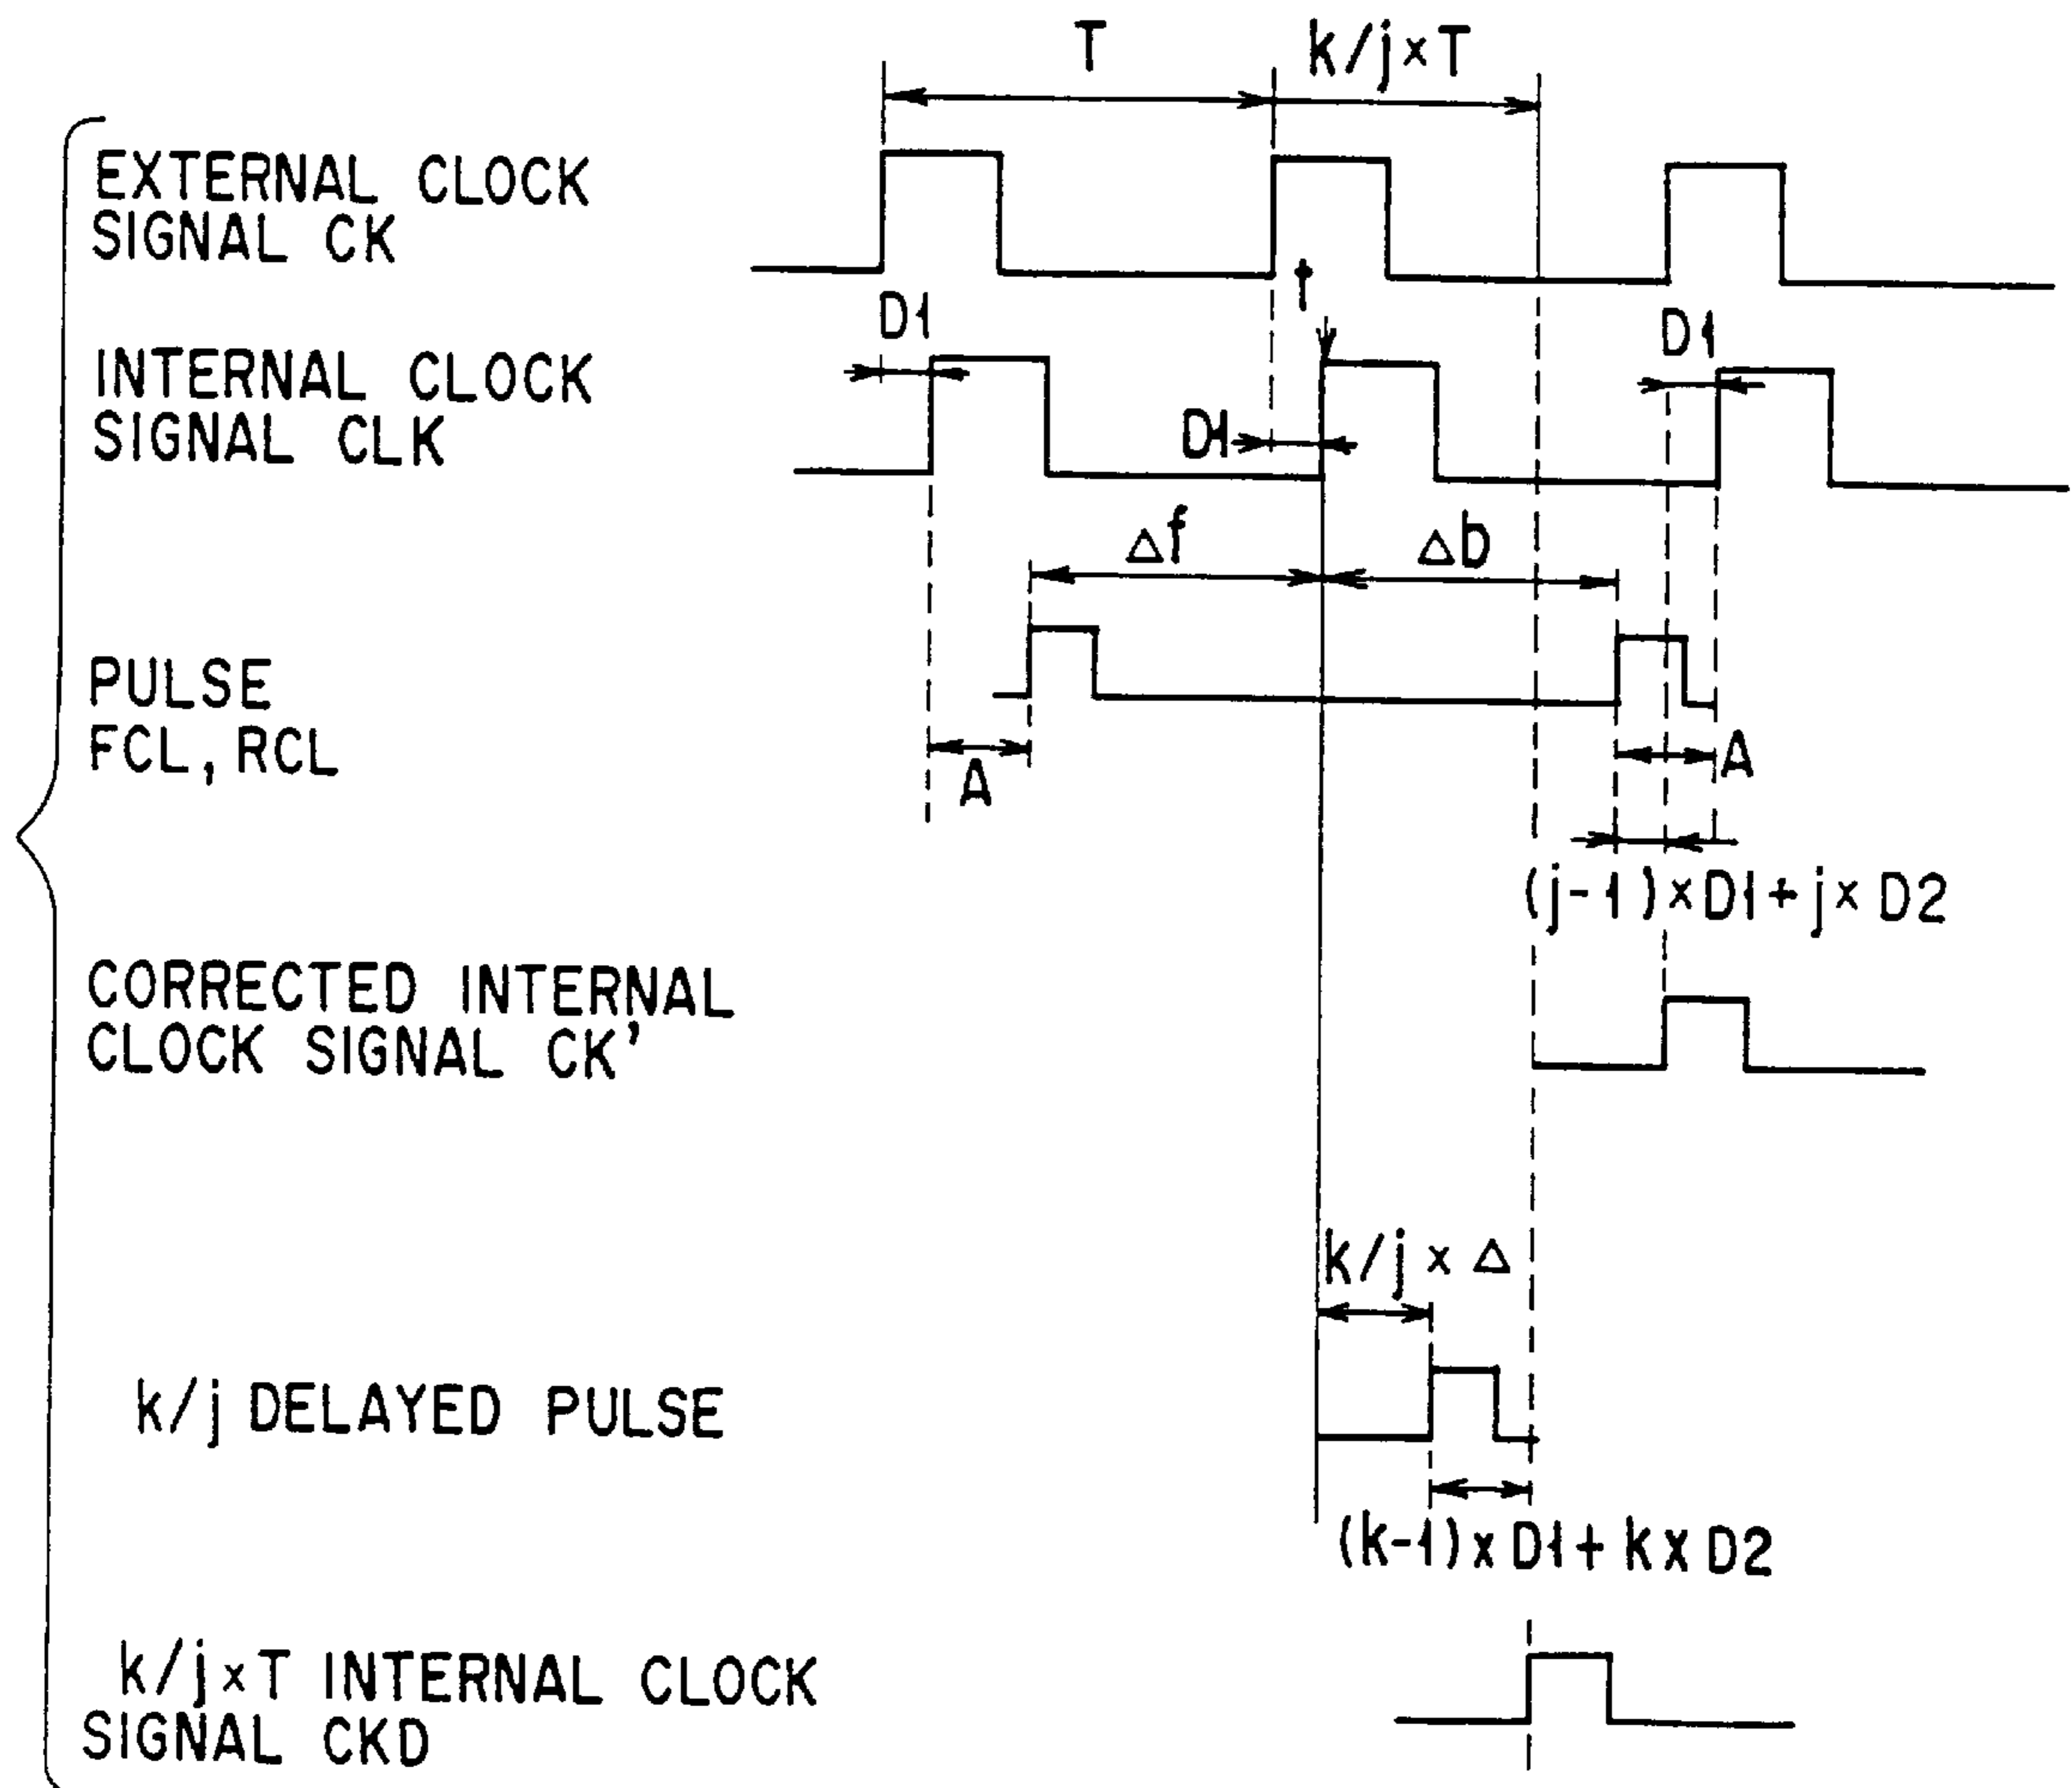 T
k/j×T
EXTERNAL CLOCK
SIGNAL CK
t
D1
D1
INTERNAL CLOCK
SIGNAL CLK
D1
Δf
Δb
PULSE
FCL, RCL
A
A
(j-1)×D1+j×D2
CORRECTED INTERNAL
CLOCK SIGNAL CK'
k/j × Δ
k/j DELAYED PULSE
(k-1)×D1+k×D2
k/j×T INTERNAL CLOCK
SIGNAL CKD